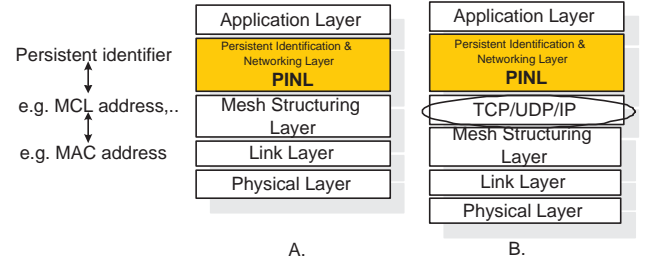 Persistent identifier
e.g. MCL address,..
e.g. MAC address
Application Layer
Persistent Identification &
Networking Layer
PINL
Mesh Structuring
Layer
Link Layer
Physical Layer
A.
Application Layer
Persistent Identification &
Networking Layer
PINL
TCP/UDP/IP
Mesh Structuring
Layer
Link Layer
Physical Layer
B.